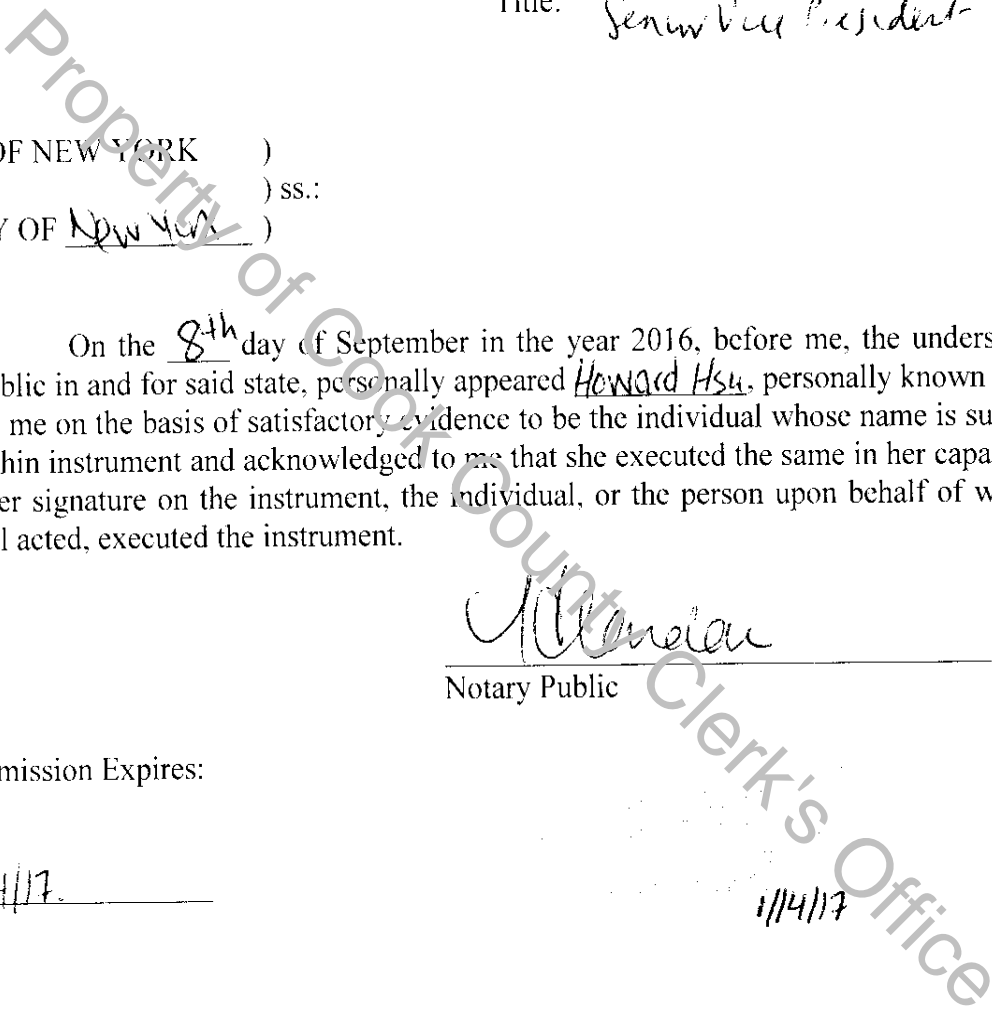 Title: Senior Vice President
OF NEW YORK )
) ss.:
Y OF New York )
On the 8th day of September in the year 2016, before me, the unders
blic in and for said state, personally appeared Howard Hsu, personally known
me on the basis of satisfactory evidence to be the individual whose name is su
hin instrument and acknowledged to me that she executed the same in her capa
er signature on the instrument, the individual, or the person upon behalf of w
l acted, executed the instrument.
Notary Public
mission Expires:
4/17.
1/14/17
Property of Cook County Clerk's Office